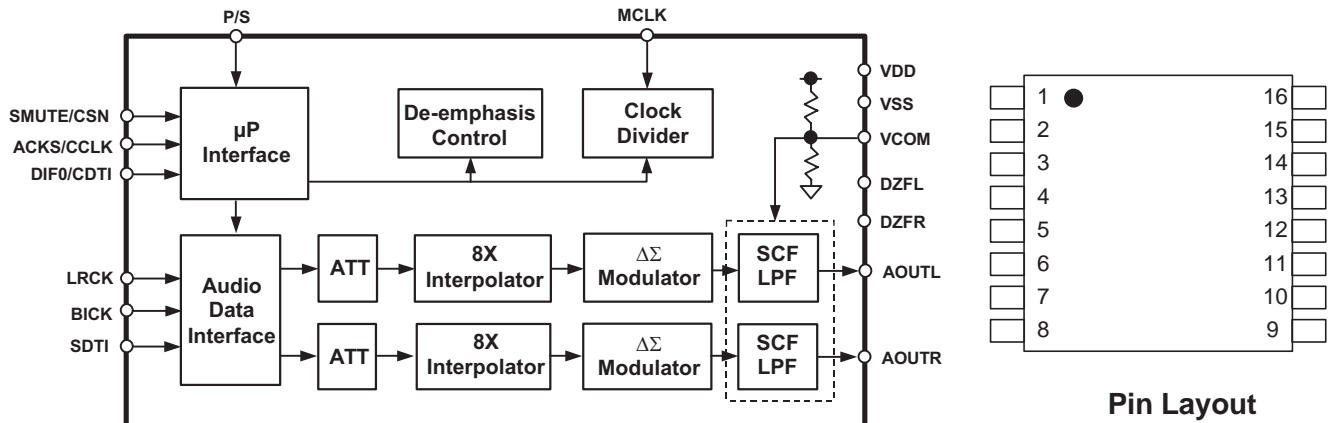 P/S
MCLK
SMUTE/CSN
ACKS/CCLK
DIF0/CDTI
µP
Interface
De-emphasis
Control
Clock
Divider
VDD
VSS
VCOM
DZFL
DZFR
LRCK
BICK
SDTI
Audio
Data
Interface
ATT
8X
Interpolator
ΔΣ
Modulator
SCF
LPF
AOUTL
ATT
8X
Interpolator
ΔΣ
Modulator
SCF
LPF
AOUTR
1 16
2 15
3 14
4 13
5 12
6 11
7 10
8 9
Pin Layout